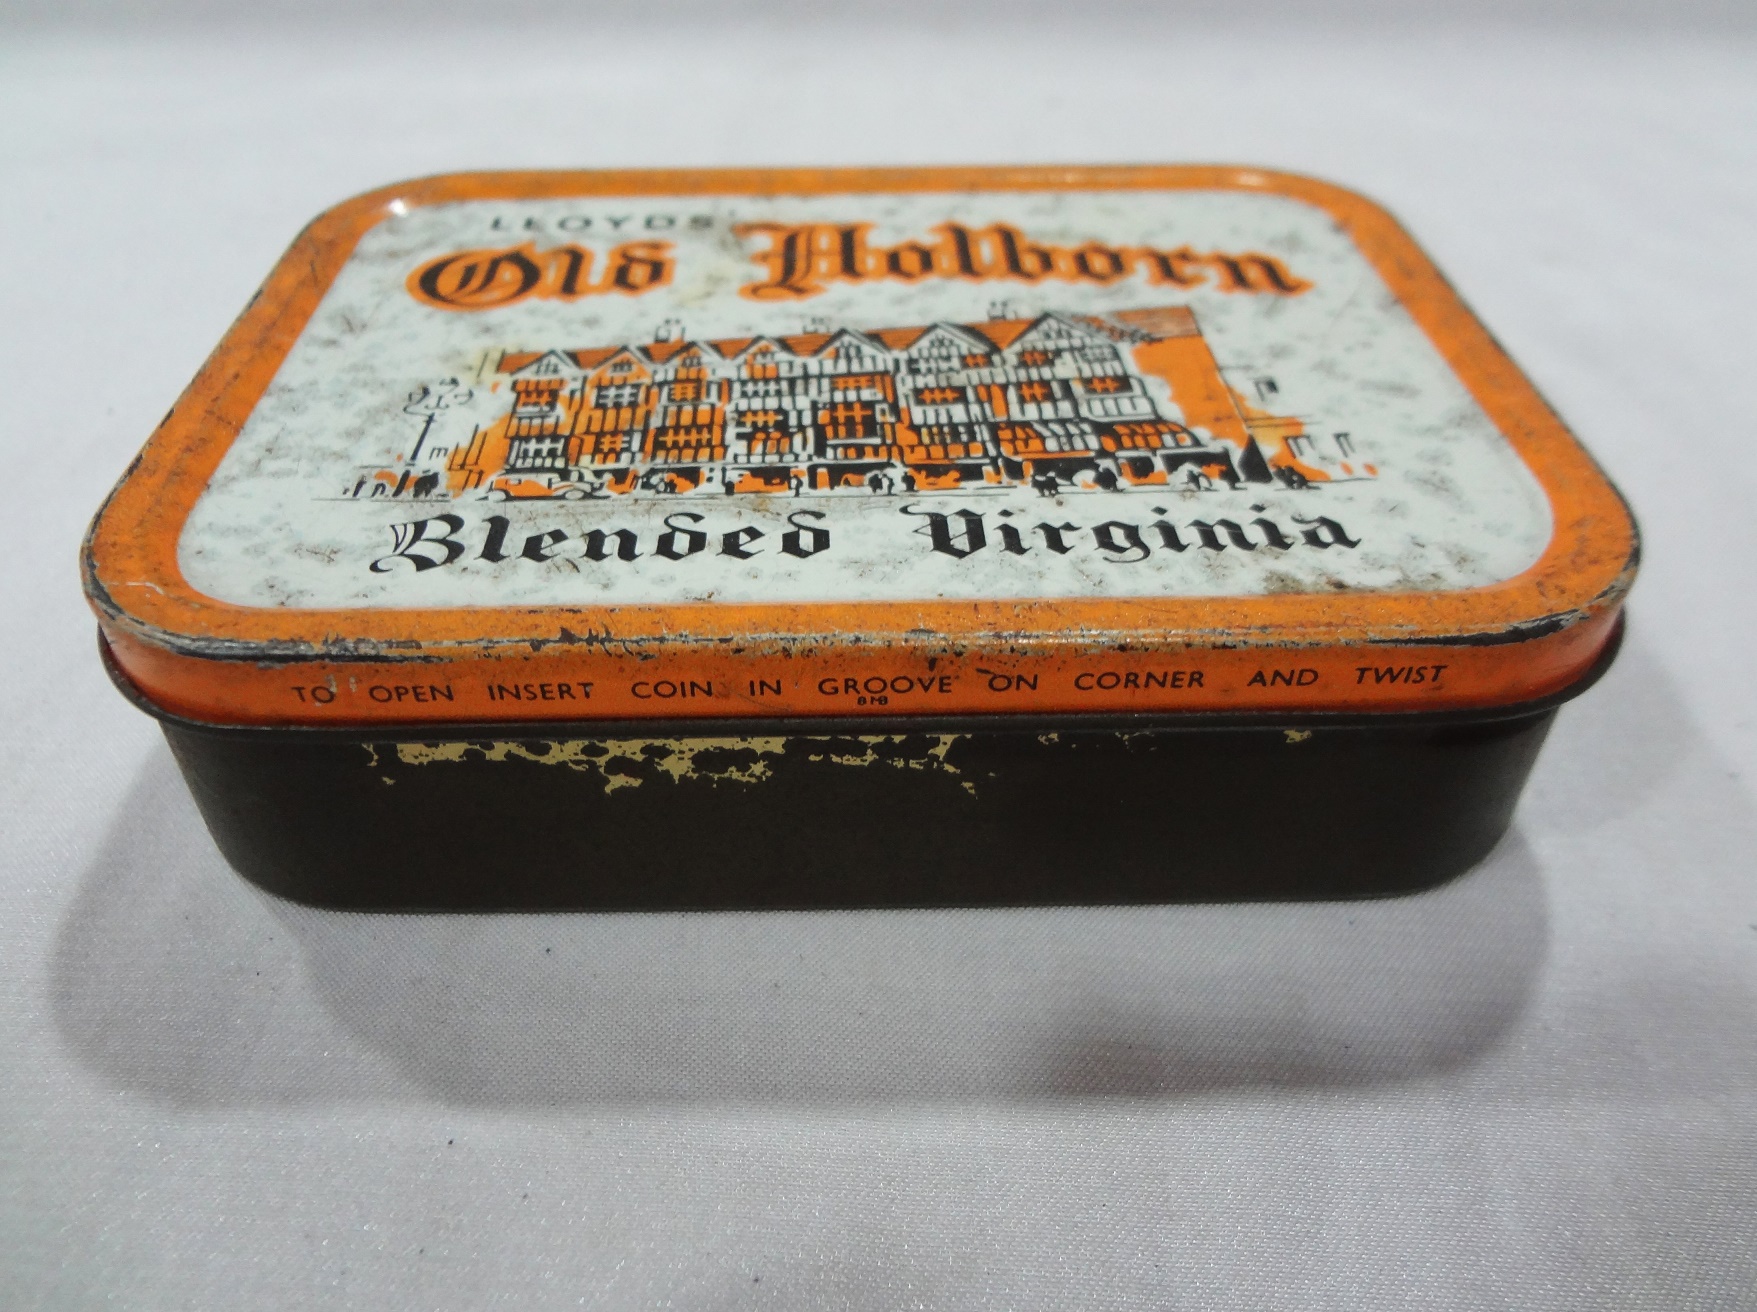 LLOYDS'
Old Holborn
Blended Virginia
TO OPEN INSERT COIN IN GROOVE ON CORNER AND TWIST